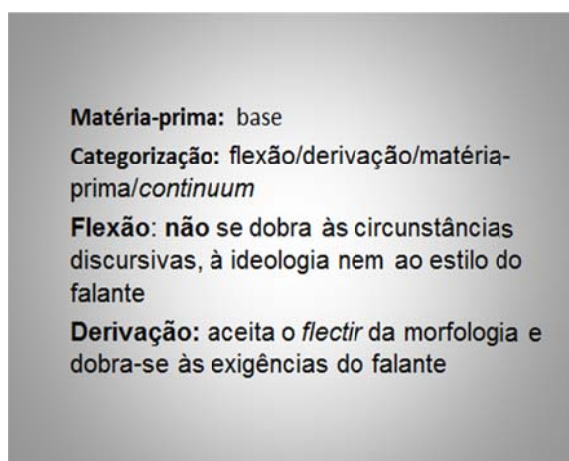 Matéria-prima: base
Categorização: flexão/derivação/matéria-
prima/continuum
Flexão: não se dobra às circunstâncias
discursivas, à ideologia nem ao estilo do
falante
Derivação: aceita o flectir da morfologia e
dobra-se às exigências do falante